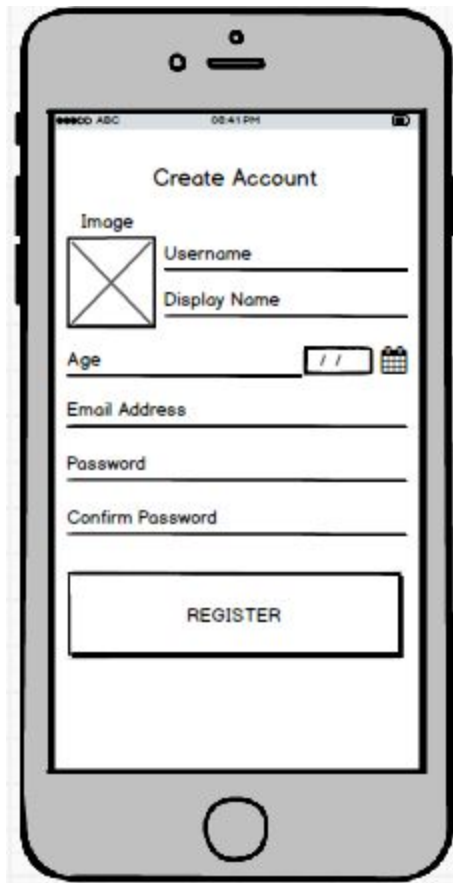 ABC 08:41 PM
Create Account
Image
Username
Display Name
Age / /
Email Address
Password
Confirm Password
REGISTER